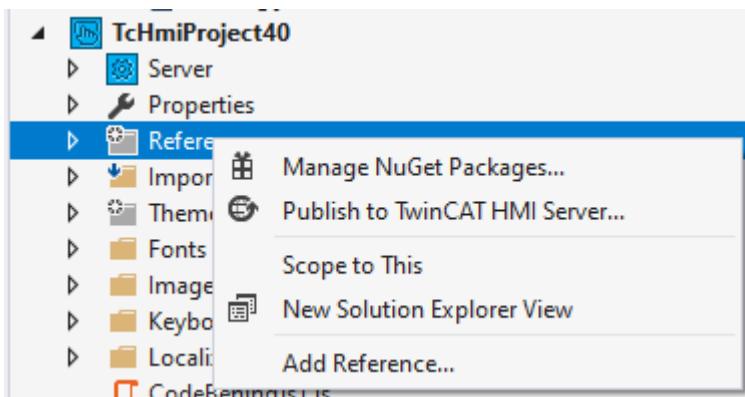 TcHmiProject40
Server
Properties
Refere
Manage NuGet Packages...
Impor
Publish to TwinCAT HMI Server...
Them
Fonts
Scope to This
Image
New Solution Explorer View
Keybo
Locali
Add Reference...